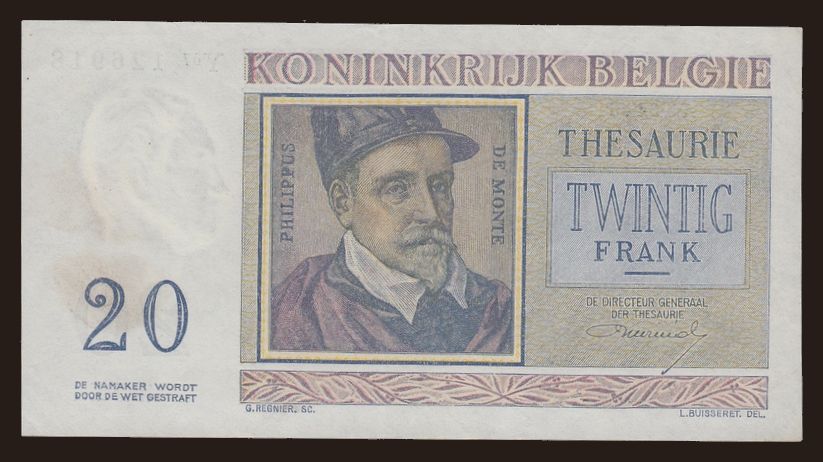 KONINKRIJK BELGIE
PHILIPPUS
DE MONTE
THESAURIE
TWINTIG
FRANK
DE DIRECTEUR GENERAAL
DER THESAURIE
20
DE NAMAKER WORDT
DOOR DE WET GESTRAFT
G. REGNIER. SC.
L. BUISSERET. DEL.